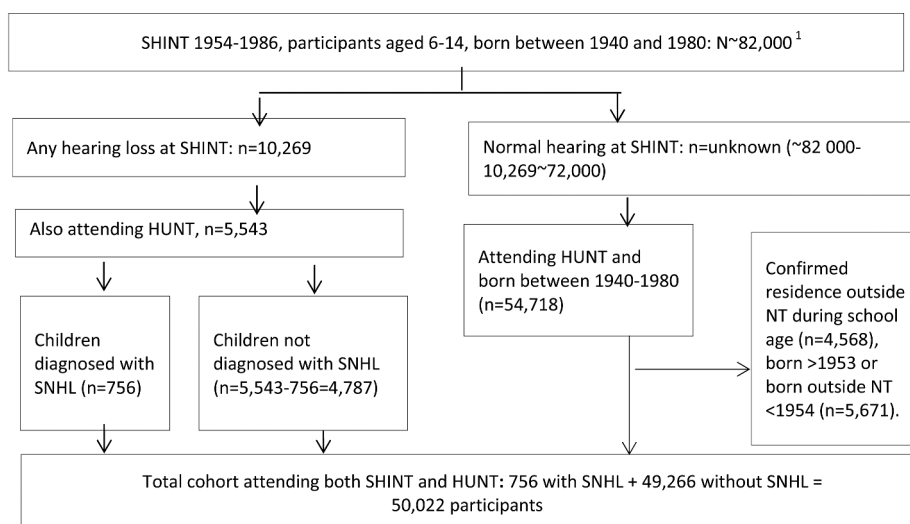 SHINT 1954-1986, participants aged 6-14, born between 1940 and 1980: N~82,000 1
Any hearing loss at SHINT: n=10,269
Normal hearing at SHINT: n=unknown (~82 000-
10,269~72,000)
Also attending HUNT, n=5,543
Attending HUNT and
born between 1940-1980
(n=54,718)
Confirmed
residence outside
NT during school
age (n=4,568),
born >1953 or
born outside NT
<1954 (n=5,671).
Children
diagnosed with
SNHL (n=756)
Children not
diagnosed with SNHL
(n=5,543-756=4,787)
Total cohort attending both SHINT and HUNT: 756 with SNHL + 49,266 without SNHL =
50,022 participants